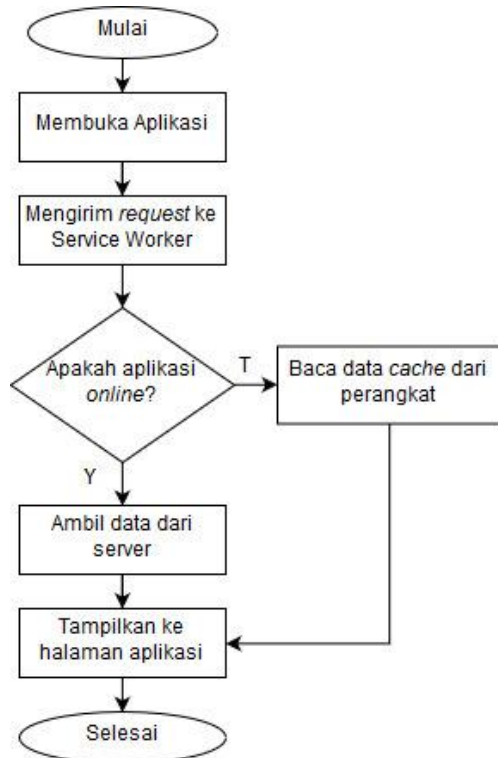 Mulai
Membuka Aplikasi
Mengirim request ke
Service Worker
Apakah aplikasi
online?
T
Baca data cache dari
perangkat
Y
Ambil data dari
server
Tampilkan ke
halaman aplikasi
Selesai